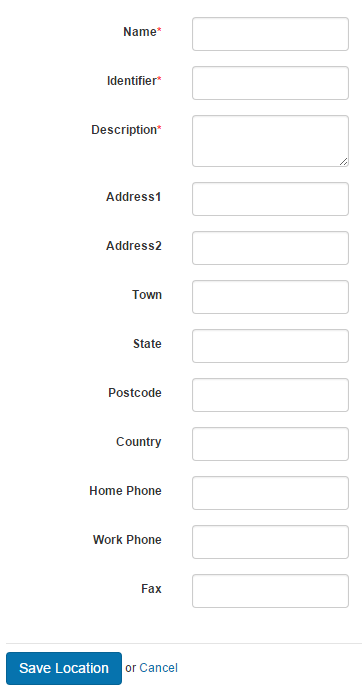 Name*
Identifier*
Description*
Address1
Address2
Town
State
Postcode
Country
Home Phone
Work Phone
Fax
Save Location or Cancel